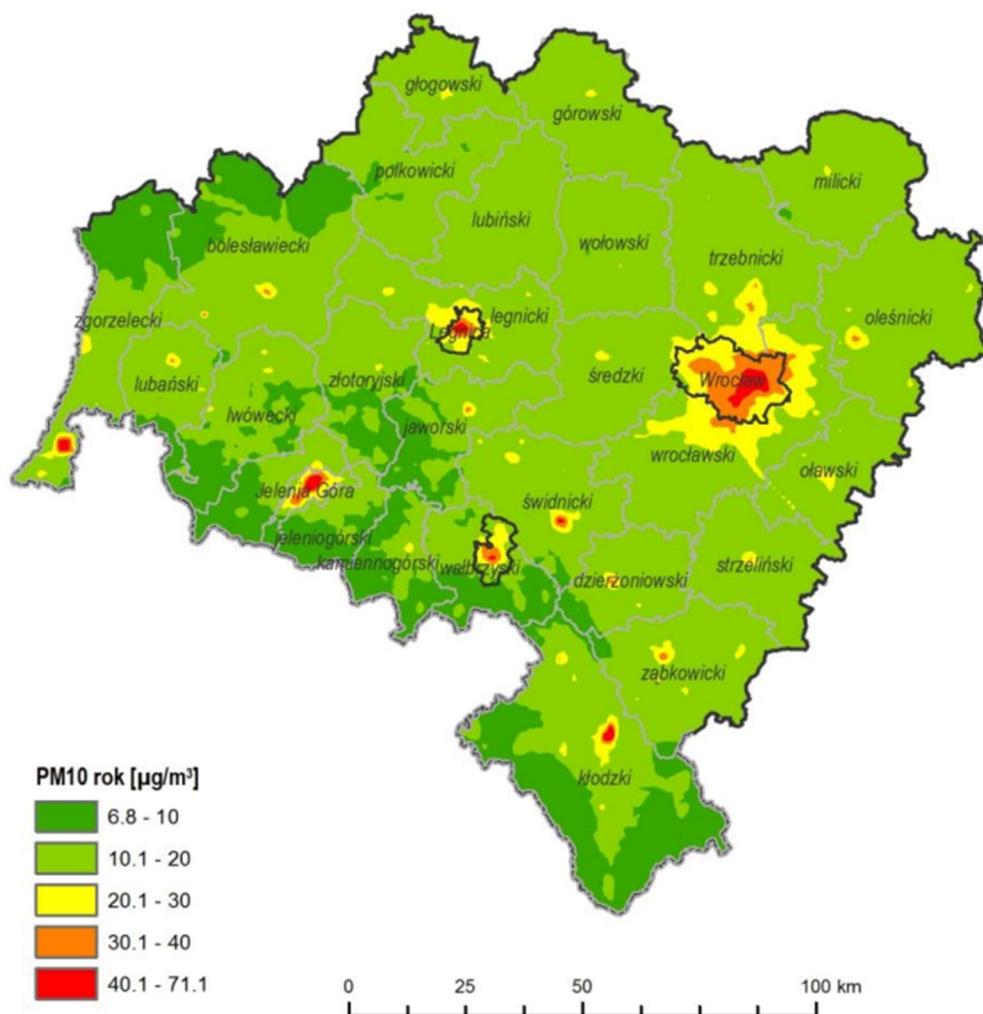 głogowski
górowski
polkowicki
milicki
lubiński
bolesławiecki
wołowski
trzebnicki
zgorzelecki
Legnica
legnicki
oleśnicki
lubański
złotoryjski
średzki
Wrocław
lwówecki
jaworski
wrocławski
oławski
Jelenia Góra
świdnicki
jeleniogórski
kamiennogórski
wałbrzyski
dzierżoniowski
strzeliński
ząbkowicki
kłodzki
PM10 rok [µg/m³]
6.8 - 10
10.1 - 20
20.1 - 30
30.1 - 40
40.1 - 71.1
0 25 50 100 km